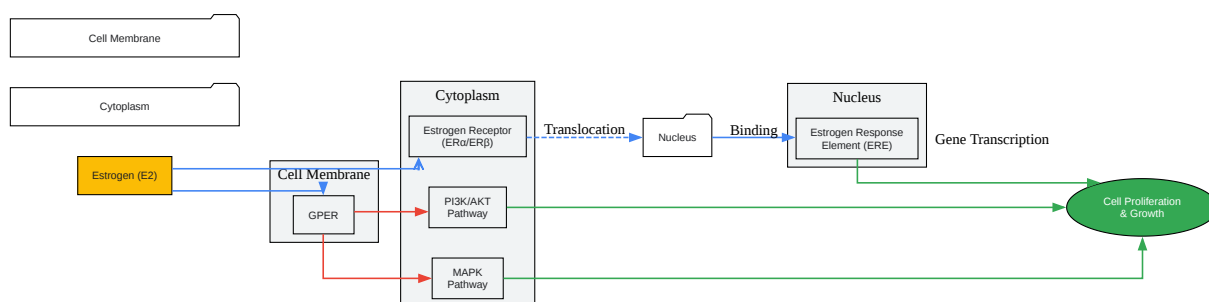 Cell Membrane
Cytoplasm
Estrogen (E2)
Cell Membrane
GPER
Cytoplasm
Estrogen Receptor
(ERα/ERβ)
PI3K/AKT
Pathway
MAPK
Pathway
Translocation
Nucleus
Binding
Nucleus
Estrogen Response
Element (ERE)
Gene Transcription
Cell Proliferation
& Growth